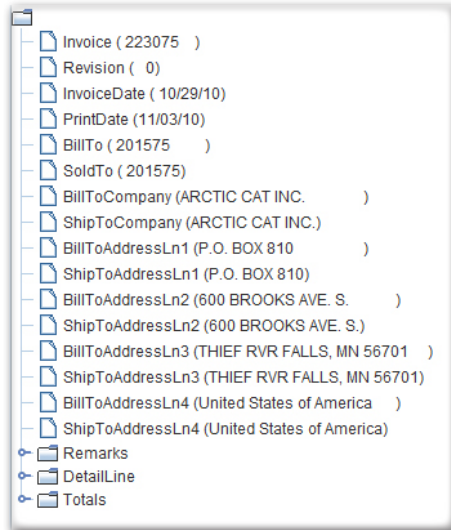 Invoice ( 223075   )
Revision (   0)
InvoiceDate ( 10/29/10)
PrintDate (11/03/10)
BillTo ( 201575       )
SoldTo ( 201575)
BillToCompany (ARCTIC CAT INC.            )
ShipToCompany (ARCTIC CAT INC.)
BillToAddressLn1 (P.O. BOX 810            )
ShipToAddressLn1 (P.O. BOX 810)
BillToAddressLn2 (600 BROOKS AVE. S.          )
ShipToAddressLn2 (600 BROOKS AVE. S.)
BillToAddressLn3 (THIEF RVR FALLS, MN 56701    )
ShipToAddressLn3 (THIEF RVR FALLS, MN 56701)
BillToAddressLn4 (United States of America     )
ShipToAddressLn4 (United States of America)
Remarks
DetailLine
Totals